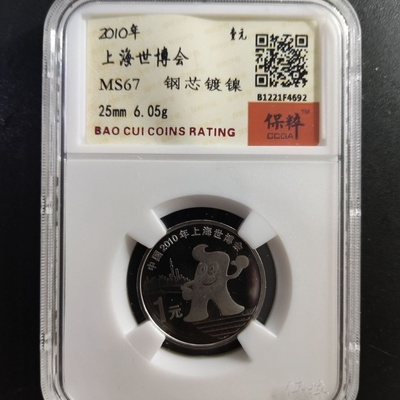 2010年
壹元
上海世博会
MS67 钢芯镀镍
25mm 6.05g
B1221F4692
BAO CUI COINS RATING
保粹™
CCGA
中国2010年上海世博会
1元